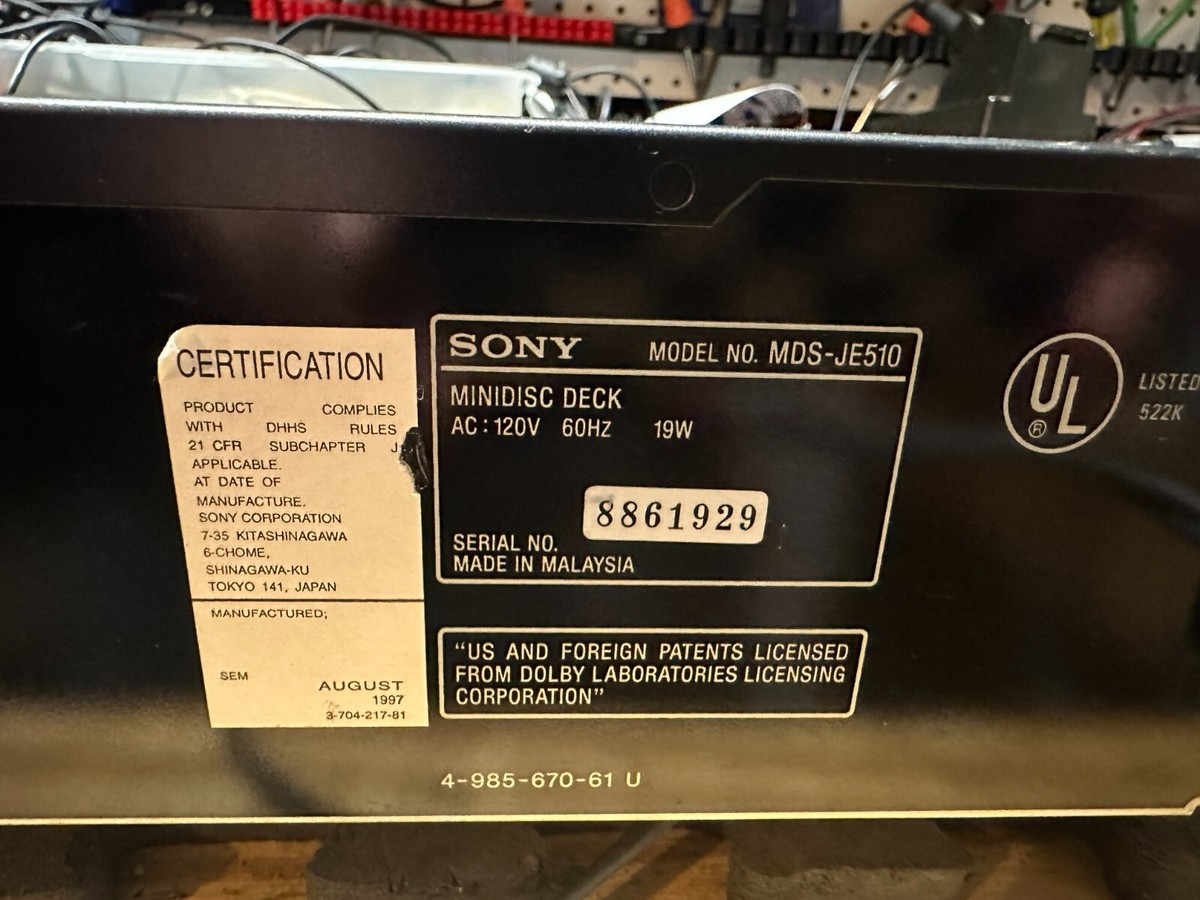 CERTIFICATION
PRODUCT COMPLIES
WITH DHHS RULES
21 CFR SUBCHAPTER J
APPLICABLE.
AT DATE OF
MANUFACTURE.
SONY CORPORATION
7-35 KITASHINAGAWA
6-CHOME,
SHINAGAWA-KU
TOKYO 141, JAPAN
MANUFACTURED;
SEM
AUGUST
1997
3-704-217-81
SONY MODEL NO. MDS-JE510
MINIDISC DECK
AC : 120V 60HZ 19W
8861929
SERIAL NO.
MADE IN MALAYSIA
"US AND FOREIGN PATENTS LICENSED
FROM DOLBY LABORATORIES LICENSING
CORPORATION"
4-985-670-61 U
UL ®
LISTED
522K